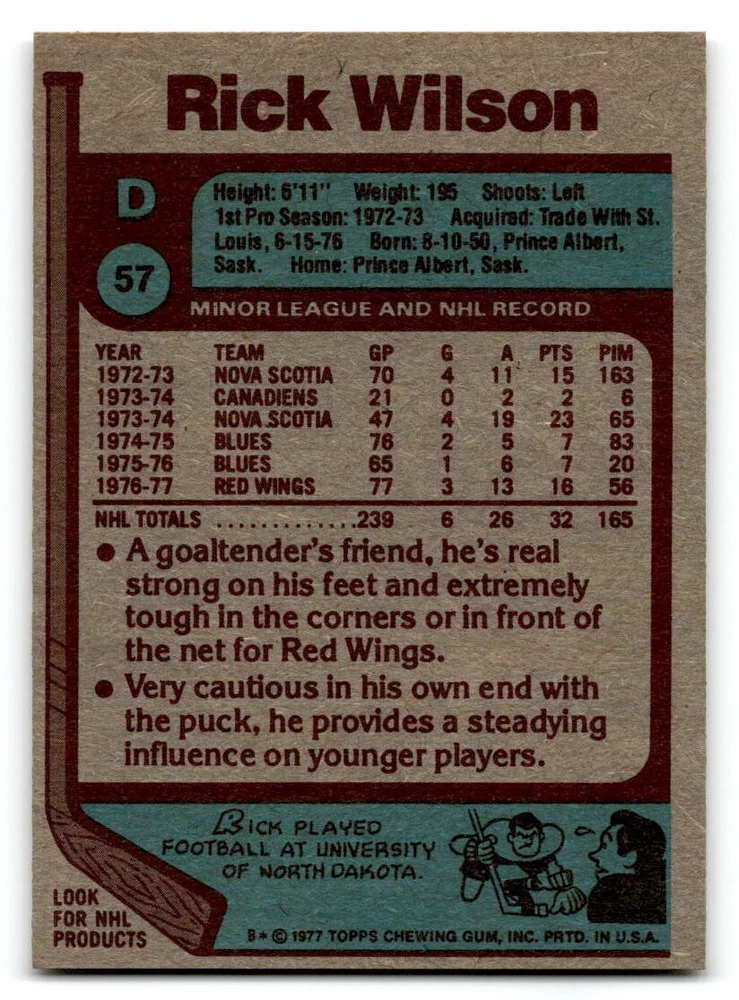 Rick Wilson
D
57
Height: 6'11" Weight: 195 Shoots: Left
1st Pro Season: 1972-73 Acquired: Trade With St.
Louis, 6-15-76 Born: 8-10-50, Prince Albert,
Sask. Home: Prince Albert, Sask.
MINOR LEAGUE AND NHL RECORD
YEAR TEAM GP G A PTS PIM
1972-73 NOVA SCOTIA 70 4 11 15 163
1973-74 CANADIENS 21 0 2 2 6
1973-74 NOVA SCOTIA 47 4 19 23 65
1974-75 BLUES 76 2 5 7 83
1975-76 BLUES 65 1 6 7 20
1976-77 RED WINGS 77 3 13 16 56
NHL TOTALS .............239 6 26 32 165
• A goaltender's friend, he's real
strong on his feet and extremely
tough in the corners or in front of
the net for Red Wings.
• Very cautious in his own end with
the puck, he provides a steadying
influence on younger players.
RICK PLAYED
FOOTBALL AT UNIVERSITY
OF NORTH DAKOTA.
LOOK
FOR NHL
PRODUCTS
B* © 1977 TOPPS CHEWING GUM, INC. PRTD. IN U.S.A.